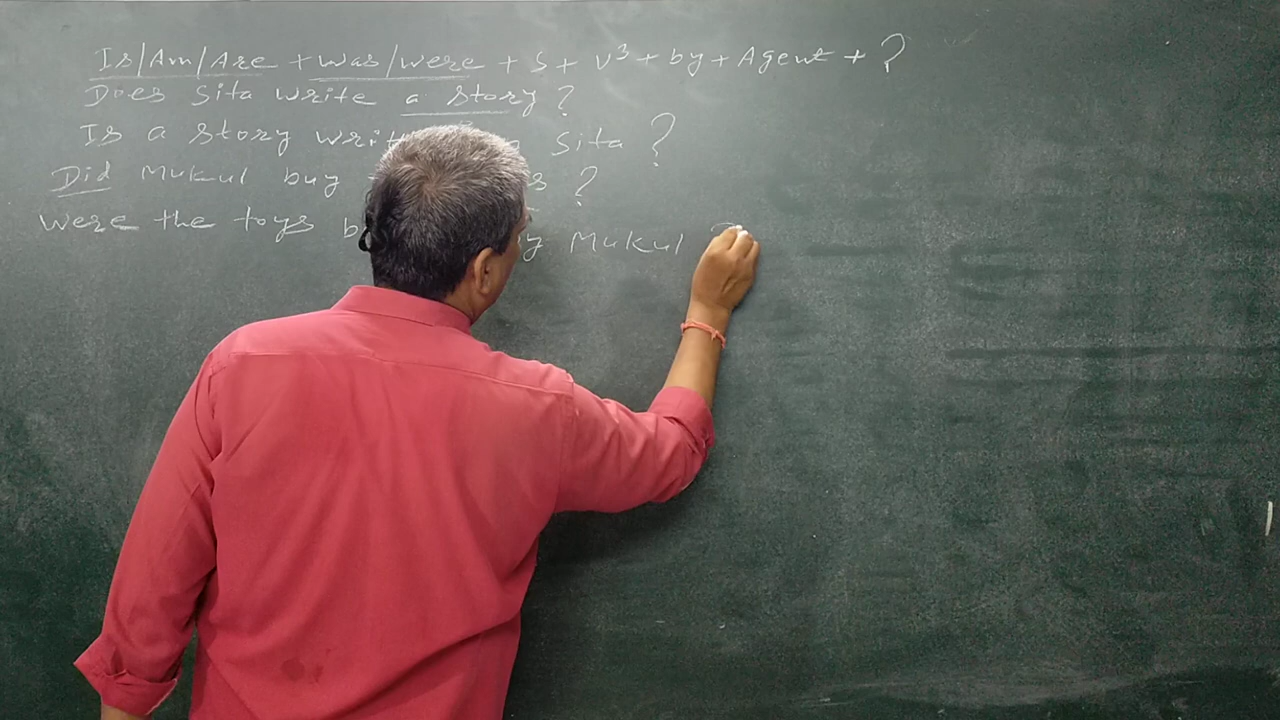 Is/Am/Are + was/were + S + V³ + by + Agent + ?
Does Sita write a story?
Is a story writ Sita ?
Did Mukul buy s ?
Were the toys b y Mukul ?